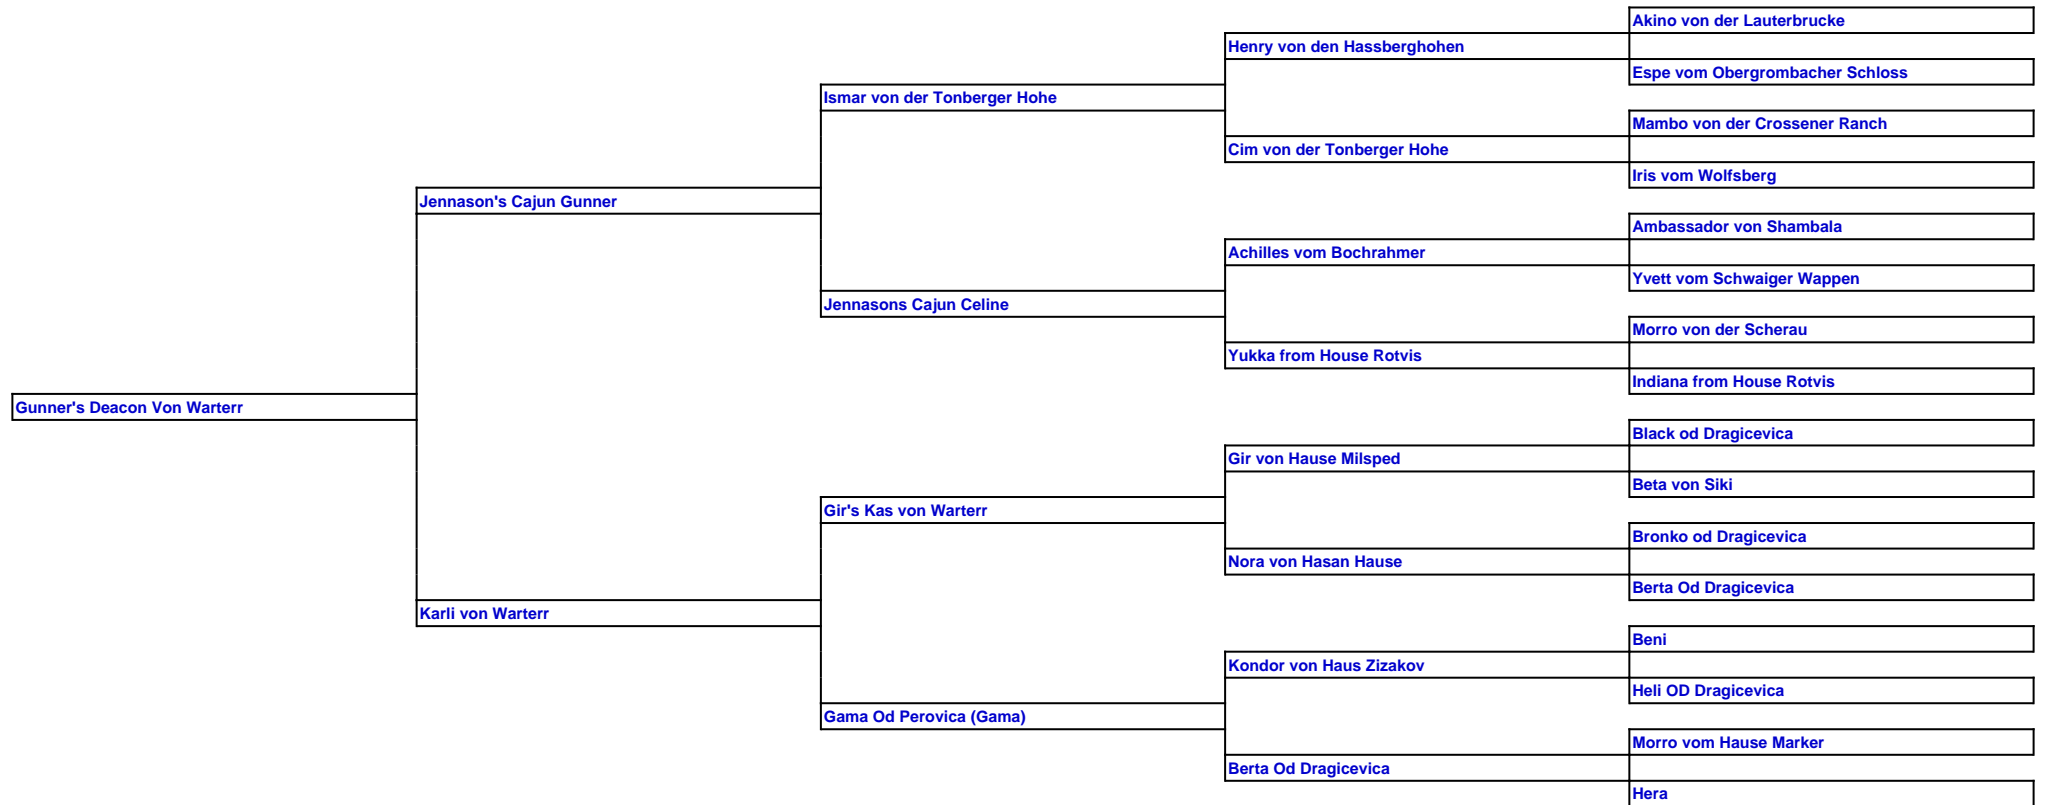 Akino von der Lauterbrucke
Henry von den Hassberghohen
Espe vom Obergrombacher Schloss
Ismar von der Tonberger Hohe
Mambo von der Crossener Ranch
Cim von der Tonberger Hohe
Iris vom Wolfsberg
Jennason's Cajun Gunner
Ambassador von Shambala
Achilles vom Bochrahmer
Yvett vom Schwaiger Wappen
Jennasons Cajun Celine
Morro von der Scherau
Yukka from House Rotvis
Indiana from House Rotvis
Gunner's Deacon Von Warterr
Black od Dragicevica
Gir von Hause Milsped
Beta von Siki
Gir's Kas von Warterr
Bronko od Dragicevica
Nora von Hasan Hause
Berta Od Dragicevica
Karli von Warterr
Beni
Kondor von Haus Zizakov
Heli OD Dragicevica
Gama Od Perovica (Gama)
Morro vom Hause Marker
Berta Od Dragicevica
Hera